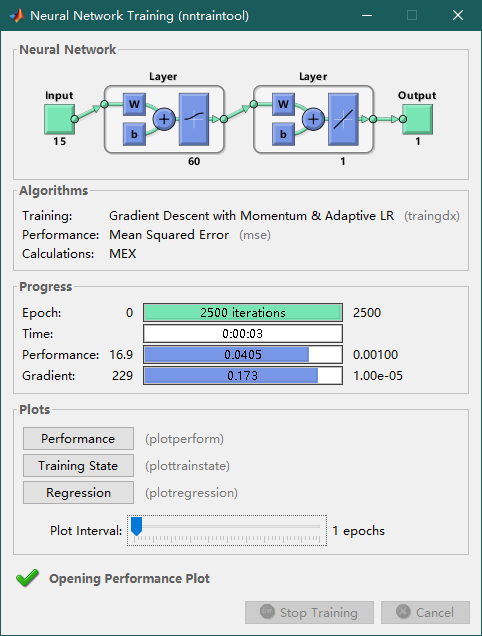 Neural Network Training (nntraintool)
Neural Network
Layer Layer
Input Output
W W
b b
+ +
15 1
60 1
Algorithms
Training: Gradient Descent with Momentum & Adaptive LR (traingdx)
Performance: Mean Squared Error (mse)
Calculations: MEX
Progress
Epoch: 0 2500 iterations 2500
Time: 0:00:03
Performance: 16.9 0.0405 0.00100
Gradient: 229 0.173 1.00e-05
Plots
Performance (plotperform)
Training State (plottrainstate)
Regression (plotregression)
Plot Interval: 1 epochs
Opening Performance Plot
Stop Training Cancel